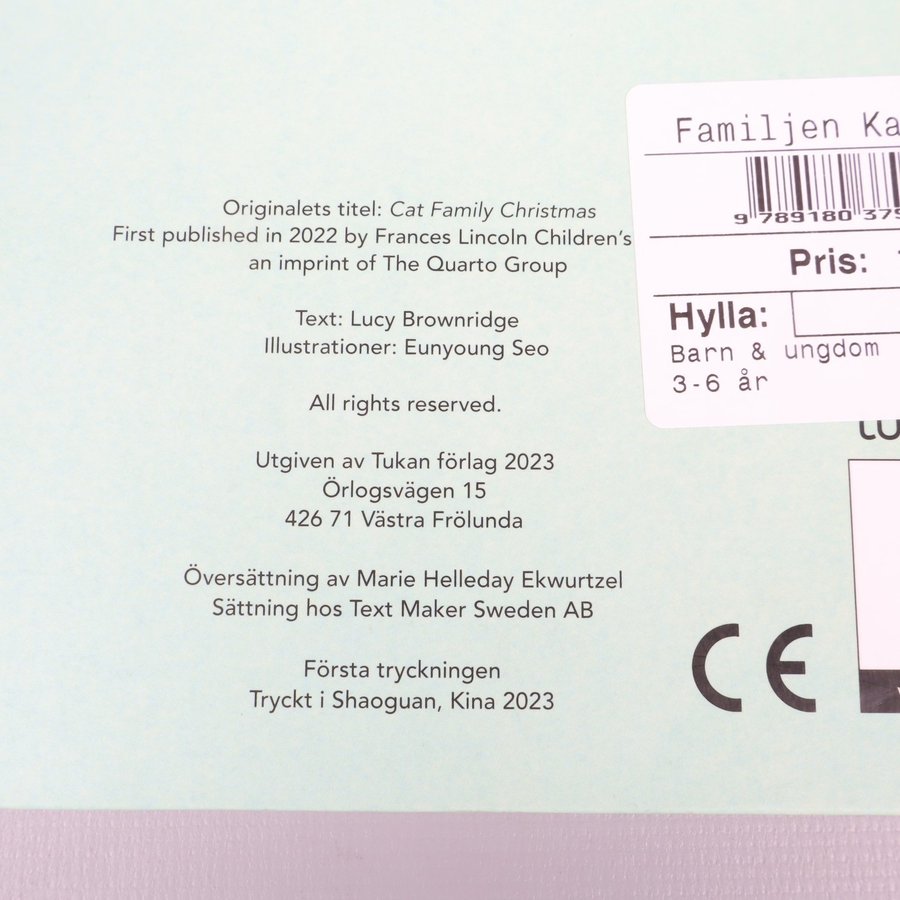 Originalets titel: Cat Family Christmas
First published in 2022 by Frances Lincoln Children's
an imprint of The Quarto Group
Text: Lucy Brownridge
Illustrationer: Eunyoung Seo
All rights reserved.
Utgiven av Tukan förlag 2023
Örlogsvägen 15
426 71 Västra Frölunda
Översättning av Marie Helleday Ekwurtzel
Sättning hos Text Maker Sweden AB
Första tryckningen
Tryckt i Shaoguan, Kina 2023
Familjen
9 789180 379
Pris:
Hylla:
Barn & ungdom
3-6 år
CE